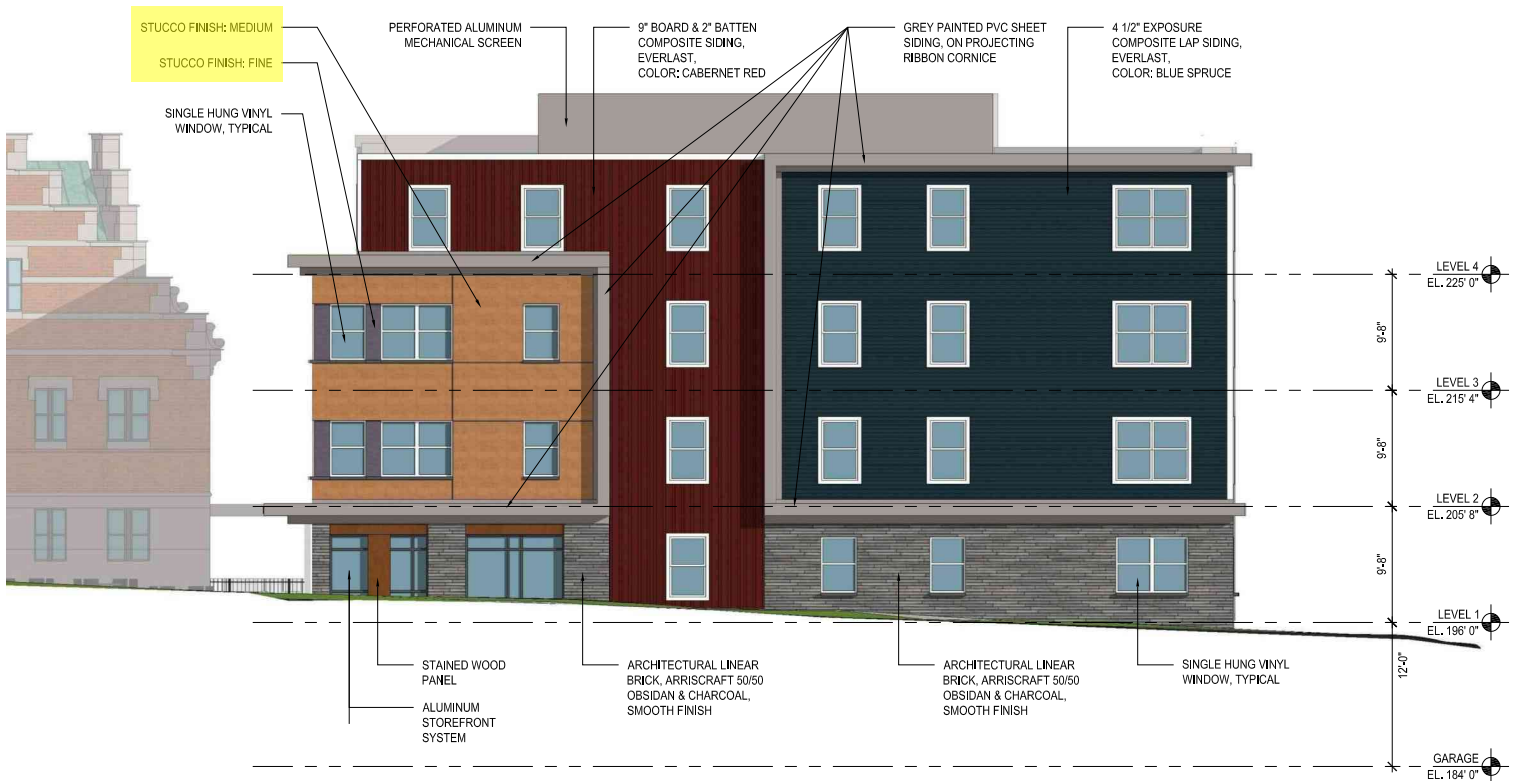 STUCCO FINISH: MEDIUM
STUCCO FINISH: FINE
SINGLE HUNG VINYL
WINDOW, TYPICAL
PERFORATED ALUMINUM
MECHANICAL SCREEN
9" BOARD & 2" BATTEN
COMPOSITE SIDING,
EVERLAST,
COLOR: CABERNET RED
GREY PAINTED PVC SHEET
SIDING, ON PROJECTING
RIBBON CORNICE
4 1/2" EXPOSURE
COMPOSITE LAP SIDING,
EVERLAST,
COLOR: BLUE SPRUCE
LEVEL 4
EL. 225' 0"
9'-8"
LEVEL 3
EL. 215' 4"
9'-8"
LEVEL 2
EL. 205' 8"
9'-8"
LEVEL 1
EL. 196' 0"
12'-0"
GARAGE
EL. 184' 0"
STAINED WOOD
PANEL
ALUMINUM
STOREFRONT
SYSTEM
ARCHITECTURAL LINEAR
BRICK, ARRISCRAFT 50/50
OBSIDAN & CHARCOAL,
SMOOTH FINISH
ARCHITECTURAL LINEAR
BRICK, ARRISCRAFT 50/50
OBSIDAN & CHARCOAL,
SMOOTH FINISH
SINGLE HUNG VINYL
WINDOW, TYPICAL